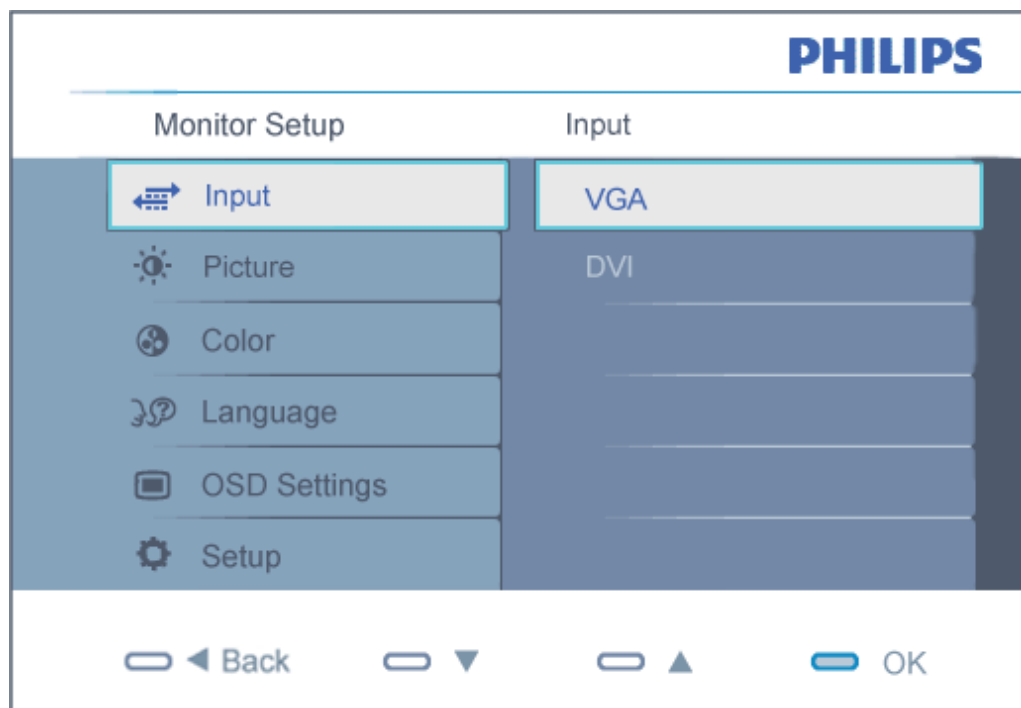 PHILIPS
Monitor Setup Input
Input VGA
Picture DVI
Color
Language
OSD Settings
Setup
Back OK